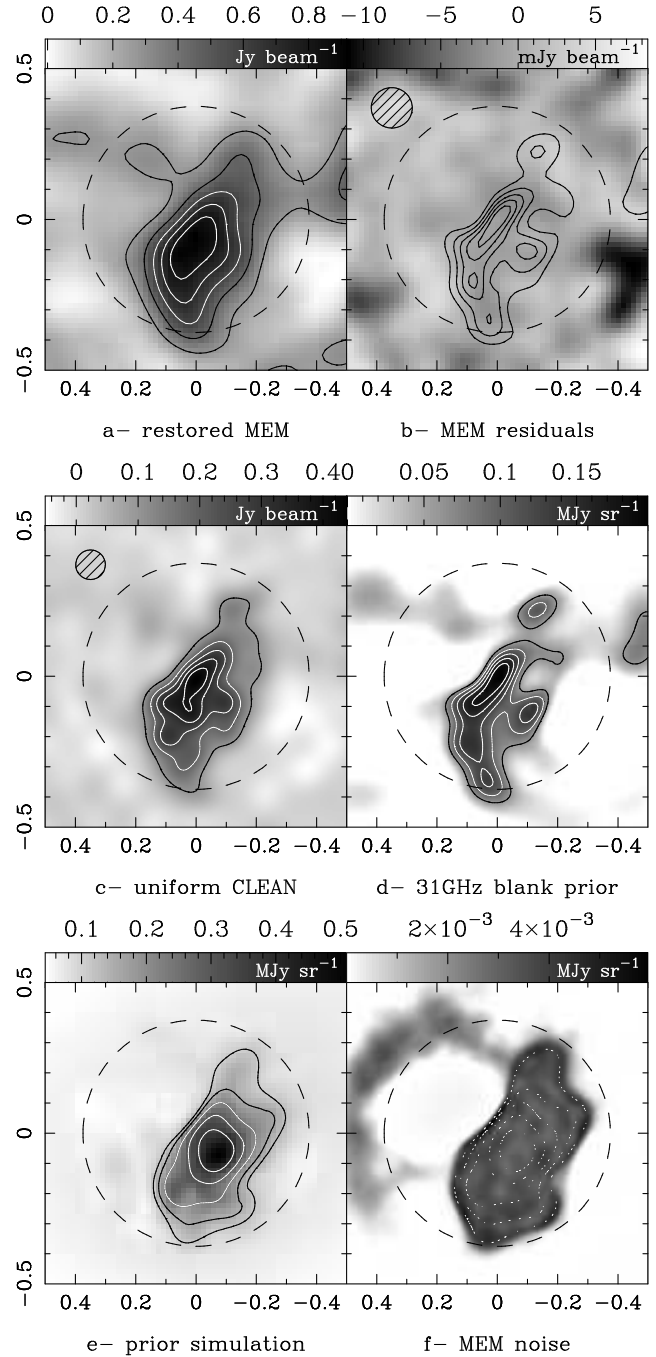 0 0.2 0.4 0.6 0.8 −10 −5 0 5
Jy beam⁻¹ mJy beam⁻¹
0.5
0
−0.5
0.4 0.2 0 −0.2 −0.4 0.4 0.2 0 −0.2 −0.4
a− restored MEM b− MEM residuals
0 0.1 0.2 0.3 0.40 0.05 0.1 0.15
Jy beam⁻¹ MJy sr⁻¹
0.5
0
−0.5
0.4 0.2 0 −0.2 −0.4 0.4 0.2 0 −0.2 −0.4
c− uniform CLEAN d− 31GHz blank prior
0.1 0.2 0.3 0.4 0.5 2×10⁻³ 4×10⁻³
MJy sr⁻¹ MJy sr⁻¹
0.5
0
−0.5
0.4 0.2 0 −0.2 −0.4 0.4 0.2 0 −0.2 −0.4
e− prior simulation f− MEM noise